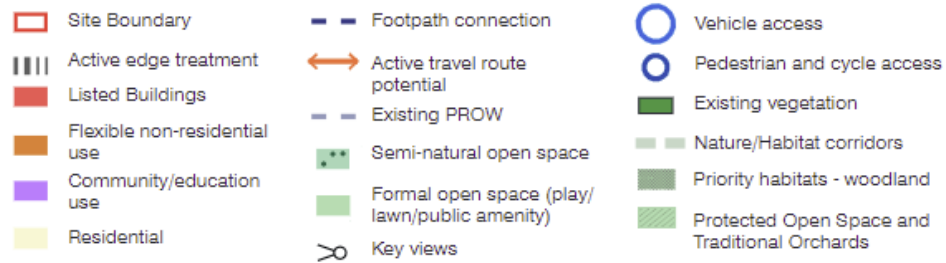 Site Boundary
Active edge treatment
Listed Buildings
Flexible non-residential
use
Community/education
use
Residential
Footpath connection
Active travel route
potential
Existing PROW
Semi-natural open space
Formal open space (play/
lawn/public amenity)
Key views
Vehicle access
Pedestrian and cycle access
Existing vegetation
Nature/Habitat corridors
Priority habitats - woodland
Protected Open Space and
Traditional Orchards